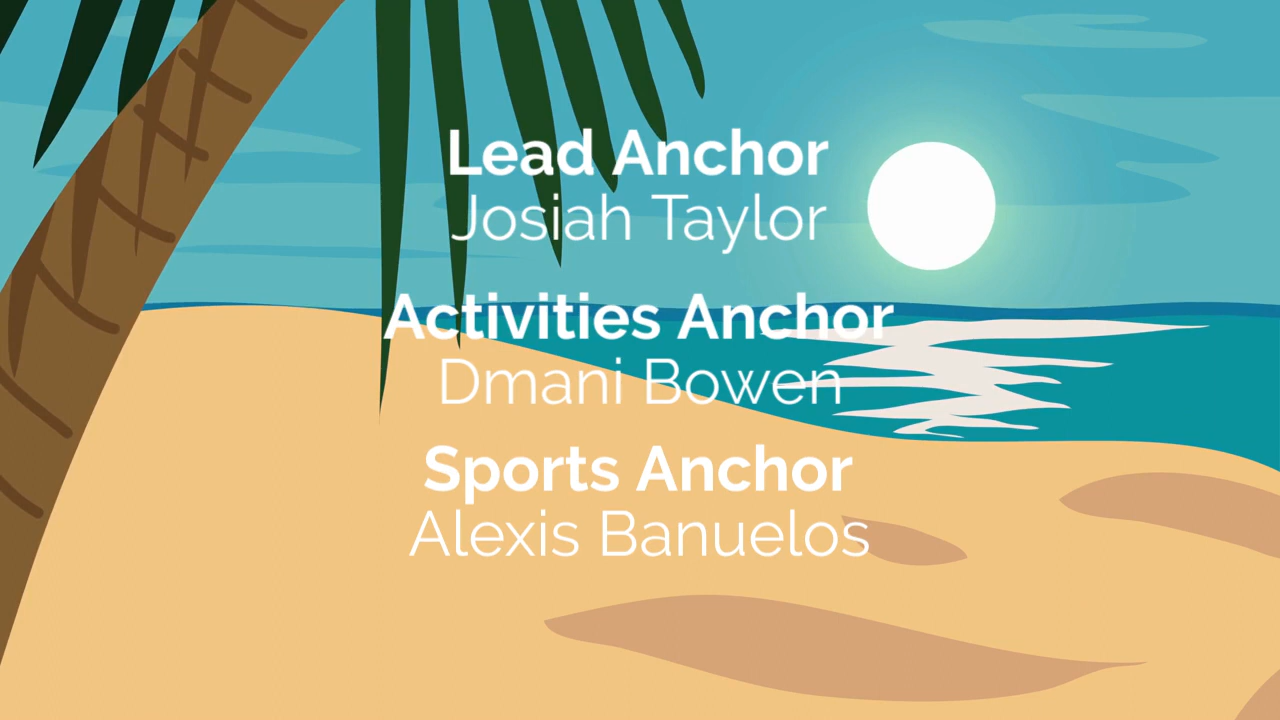 Lead Anchor
Josiah Taylor
Activities Anchor
Dmani Bowen
Sports Anchor
Alexis Banuelos